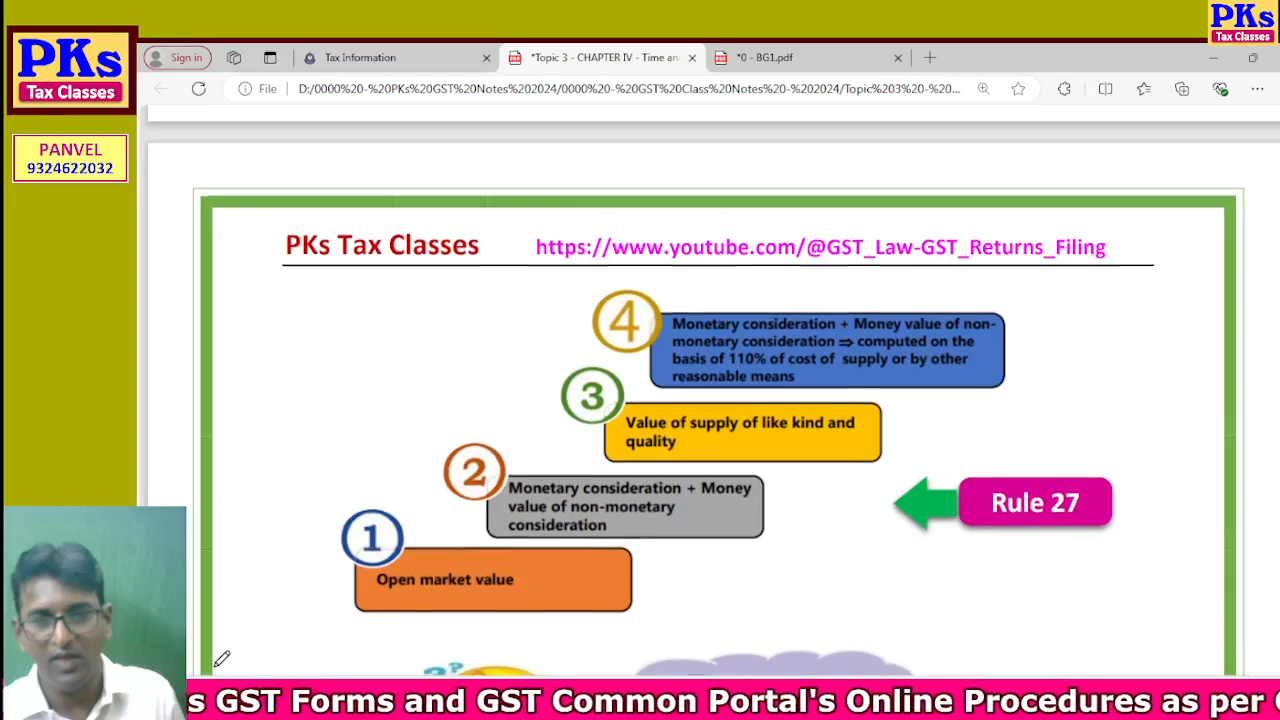 PKs
Tax Classes
PKs
Tax Classes
PANVEL
9324622032
Sign in
Tax Information
*Topic 3 - CHAPTER IV - Time and
*0 - BG1.pdf
File
D:/0000%20-%20PKs%20GST%20Notes%202024/0000%20-%20GST%20Class%20Notes%20-%202024/Topic%203%20-%20...
PKs Tax Classes https://www.youtube.com/@GST_Law-GST_Returns_Filing
4
Monetary consideration + Money value of non-
monetary consideration ⇒ computed on the
basis of 110% of cost of supply or by other
reasonable means
3
Value of supply of like kind and
quality
2
Monetary consideration + Money
value of non-monetary
consideration
Rule 27
1
Open market value
??
s GST Forms and GST Common Portal's Online Procedures as per